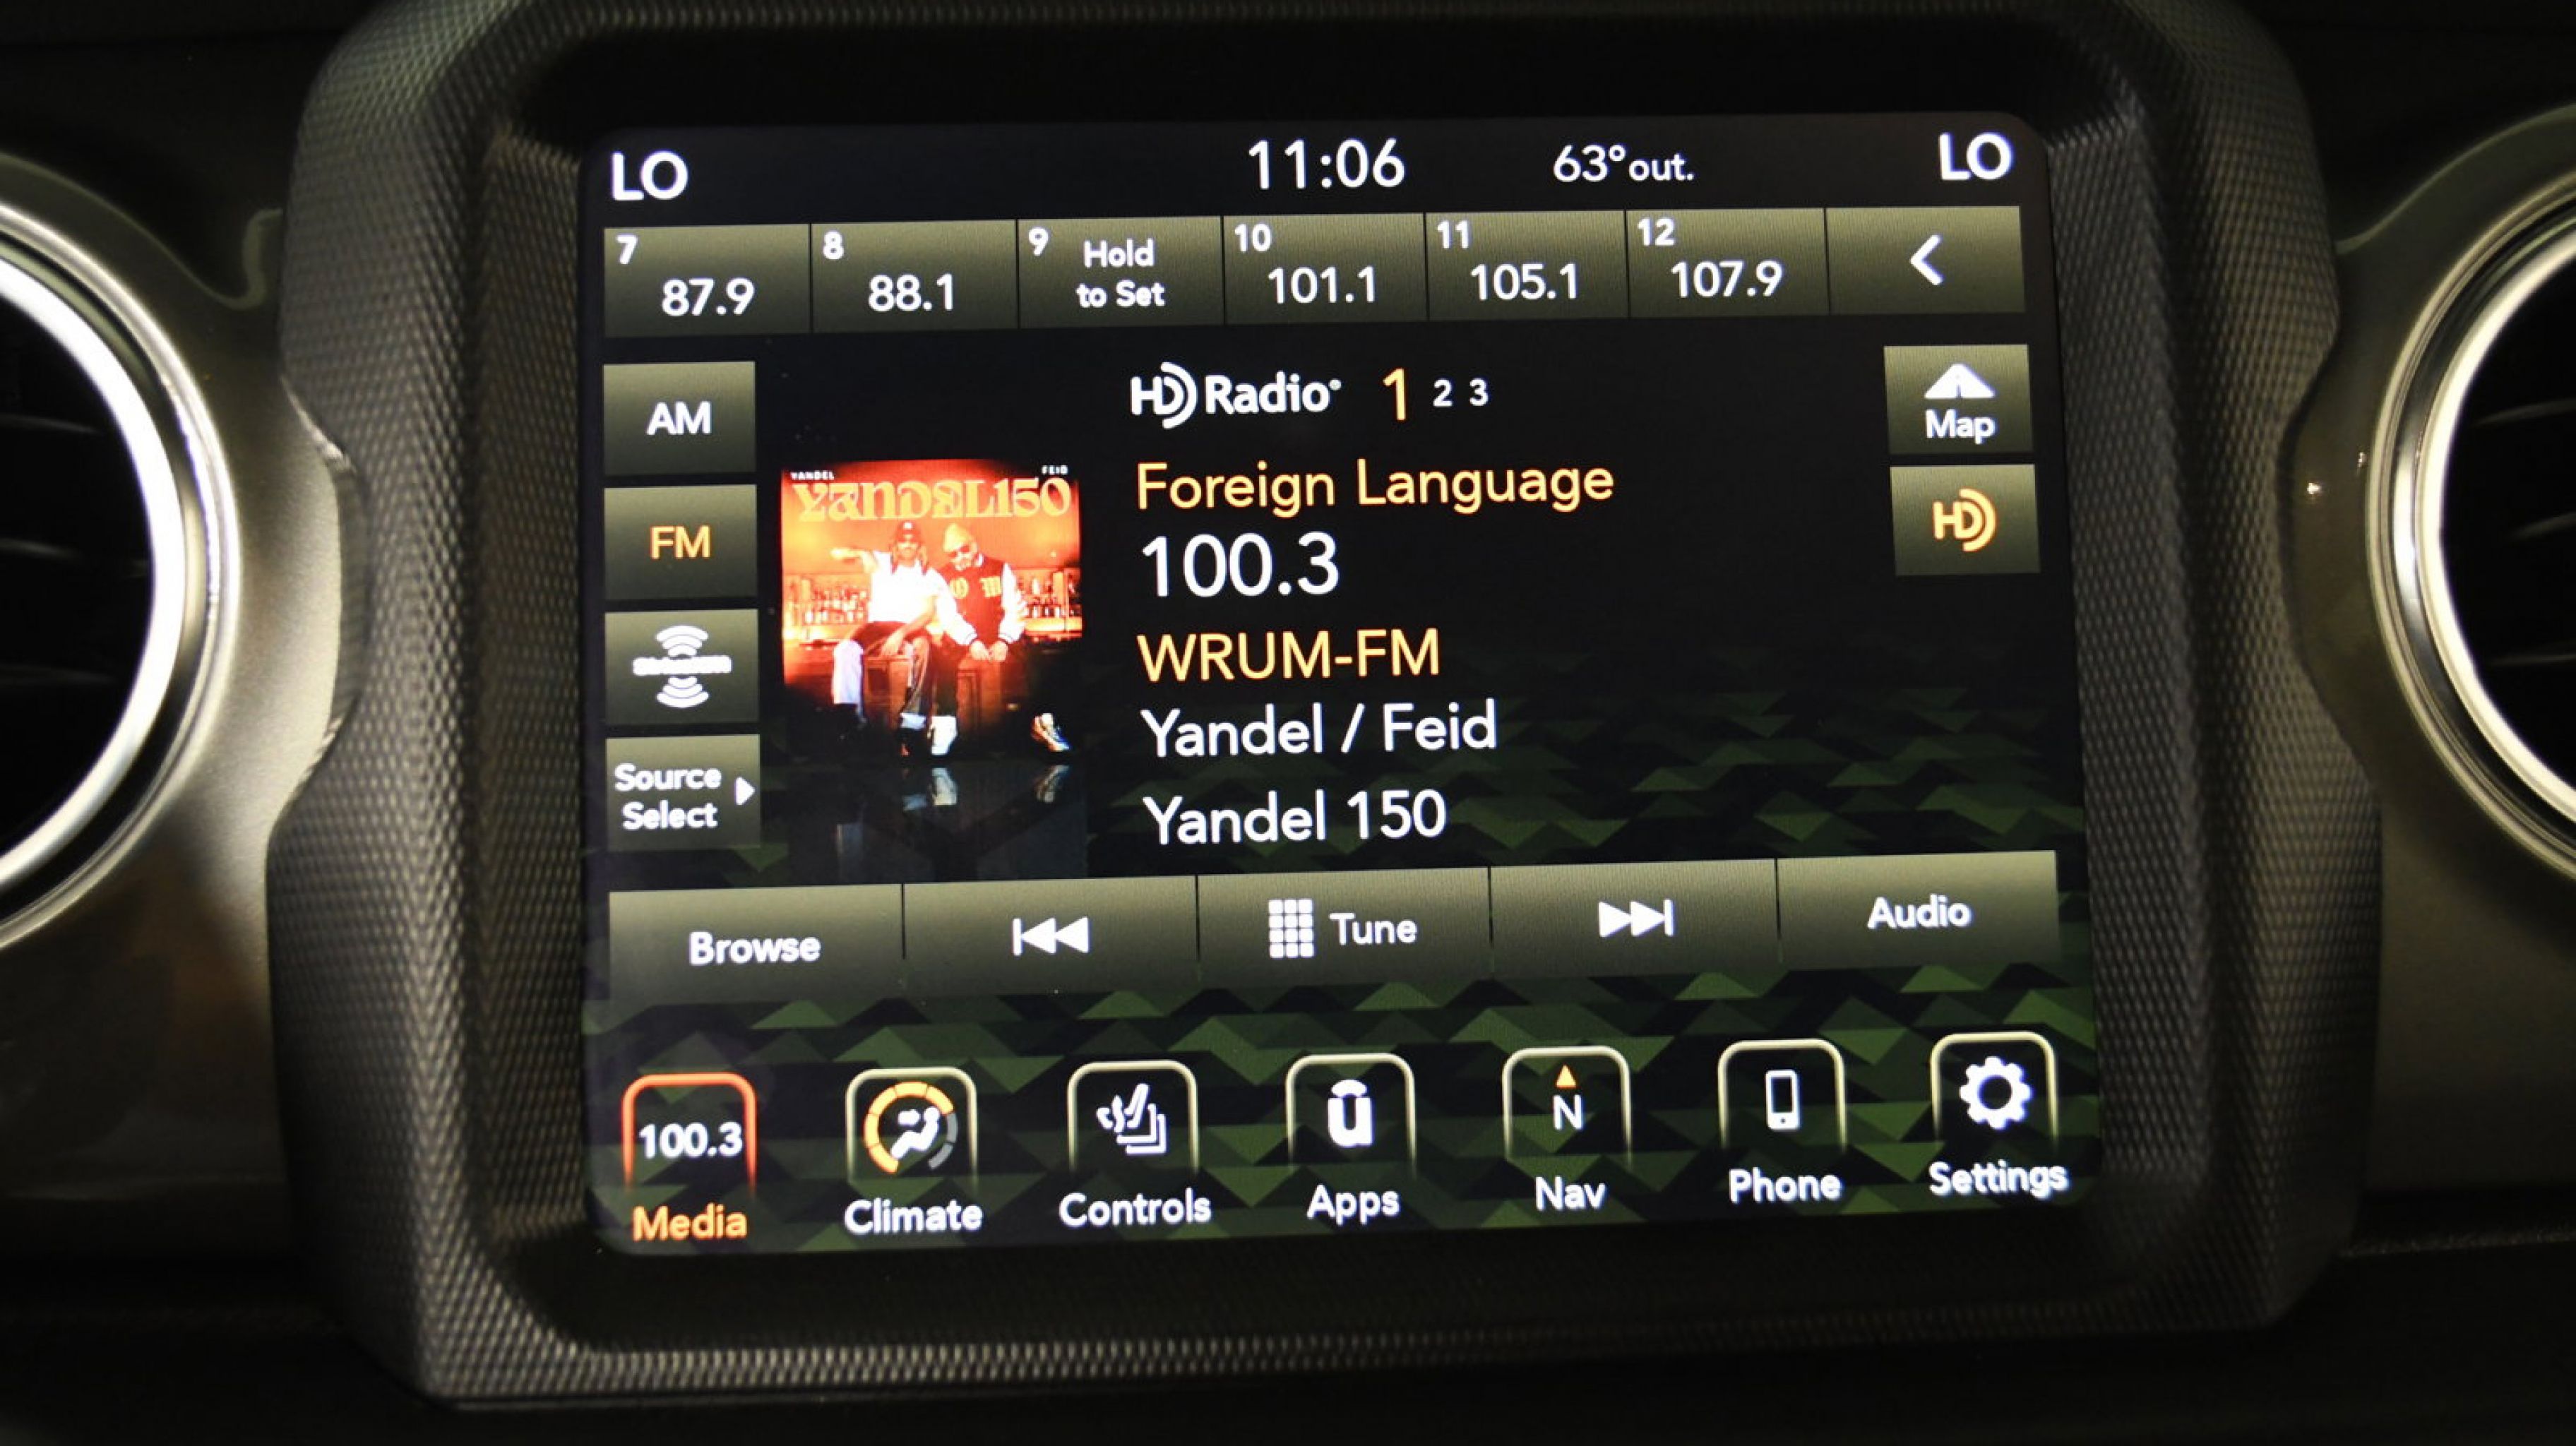 LO 11:06 63°out. LO
7 8 9 Hold 10 11 12
87.9 88.1 to Set 101.1 105.1 107.9
AM
FM
SiriusXM
Source
Select
YANDEL FEID
YANDEL150
HD Radio® 1 2 3
Foreign Language
100.3
WRUM-FM
Yandel / Feid
Yandel 150
Map
HD
Browse Tune Audio
100.3 N
Media Climate Controls Apps Nav Phone Settings